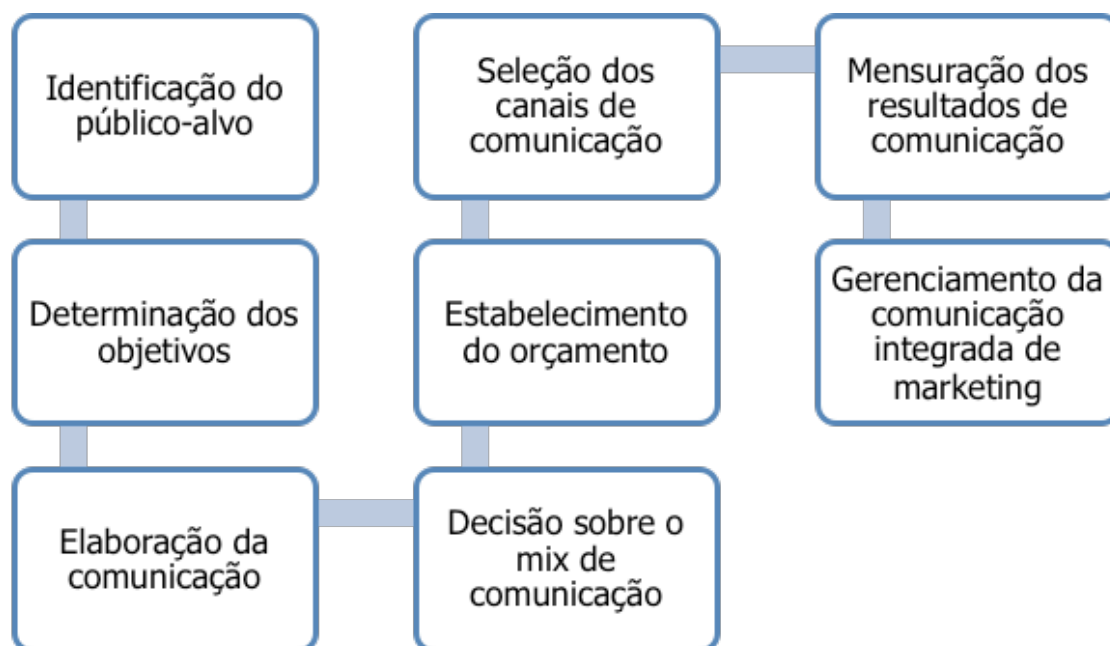 Identificação do
público-alvo
Determinação dos
objetivos
Elaboração da
comunicação
Decisão sobre o
mix de
comunicação
Estabelecimento
do orçamento
Seleção dos
canais de
comunicação
Mensuração dos
resultados de
comunicação
Gerenciamento da
comunicação
integrada de
marketing